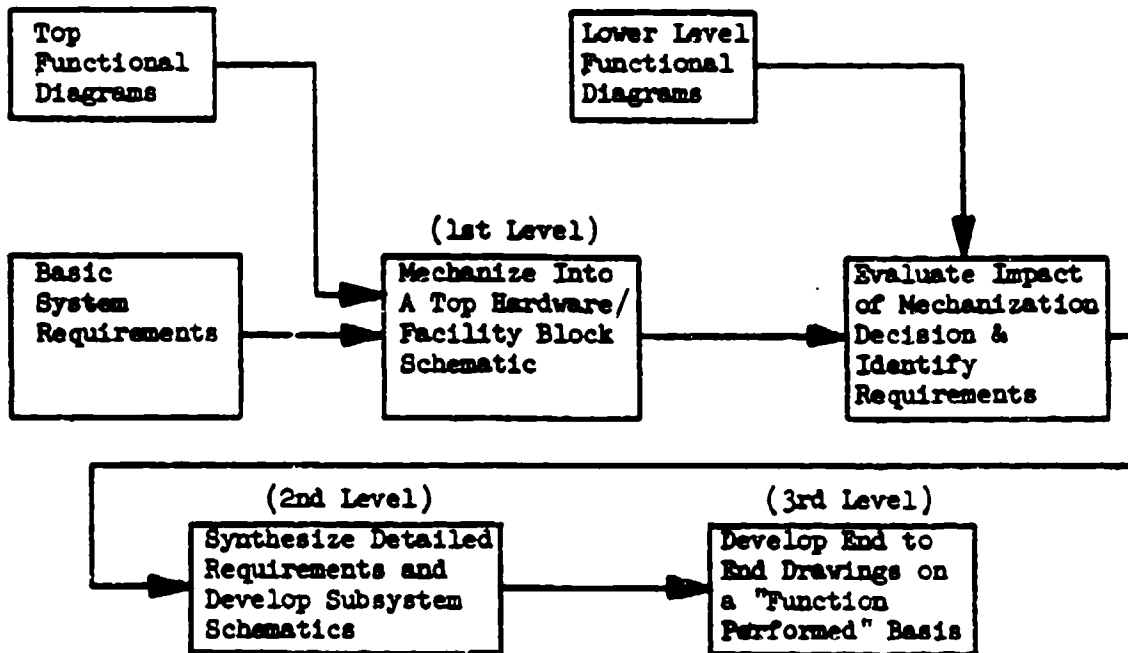 Top
Functional
Diagrams
Lower Level
Functional
Diagrams
(1st Level)
Basic
System
Requirements
Mechanize Into
A Top Hardware/
Facility Block
Schematic
Evaluate Impact
of Mechanization
Decision &
Identify
Requirements
(2nd Level)
Synthesize Detailed
Requirements and
Develop Subsystem
Schematics
(3rd Level)
Develop End to
End Drawings on
a "Function
Performed" Basis